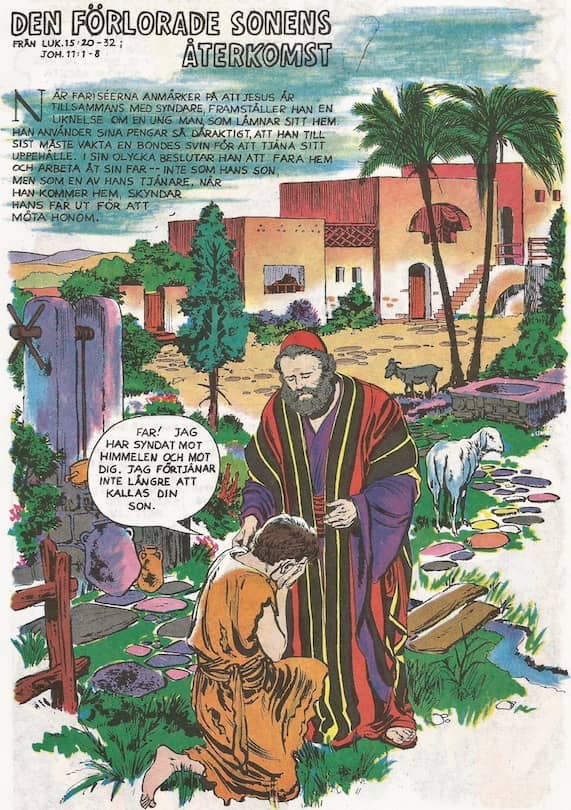 DEN FÖRLORADE SONENS
ÅTERKOMST
FRÅN LUK. 15:20-32;
JOH. 11:1-8
NÄR FARISÉERNA ANMÄRKER PÅ ATT JESUS ÄR
TILLSAMMANS MED SYNDARE, FRAMSTÄLLER HAN EN
LIKNELSE OM EN UNG MAN, SOM LÄMNAR SITT HEM.
HAN ANVÄNDER SINA PENGAR SÅ DÅRAKTIGT, ATT HAN TILL
SIST MÅSTE VAKTA EN BONDES SVIN FÖR ATT TJÄNA SITT
UPPEHÄLLE. I SIN OLYCKA BESLUTAR HAN ATT FARA HEM
OCH ARBETA ÅT SIN FAR -- INTE SOM HANS SON,
MEN SOM EN AV HANS TJÄNARE. NÄR
HAN KOMMER HEM, SKYNDAR
HANS FAR UT FÖR ATT
MÖTA HONOM.
FAR! JAG
HAR SYNDAT MOT
HIMMELEN OCH MOT
DIG. JAG FÖRTJÄNAR
INTE LÄNGRE ATT
KALLAS DIN
SON.